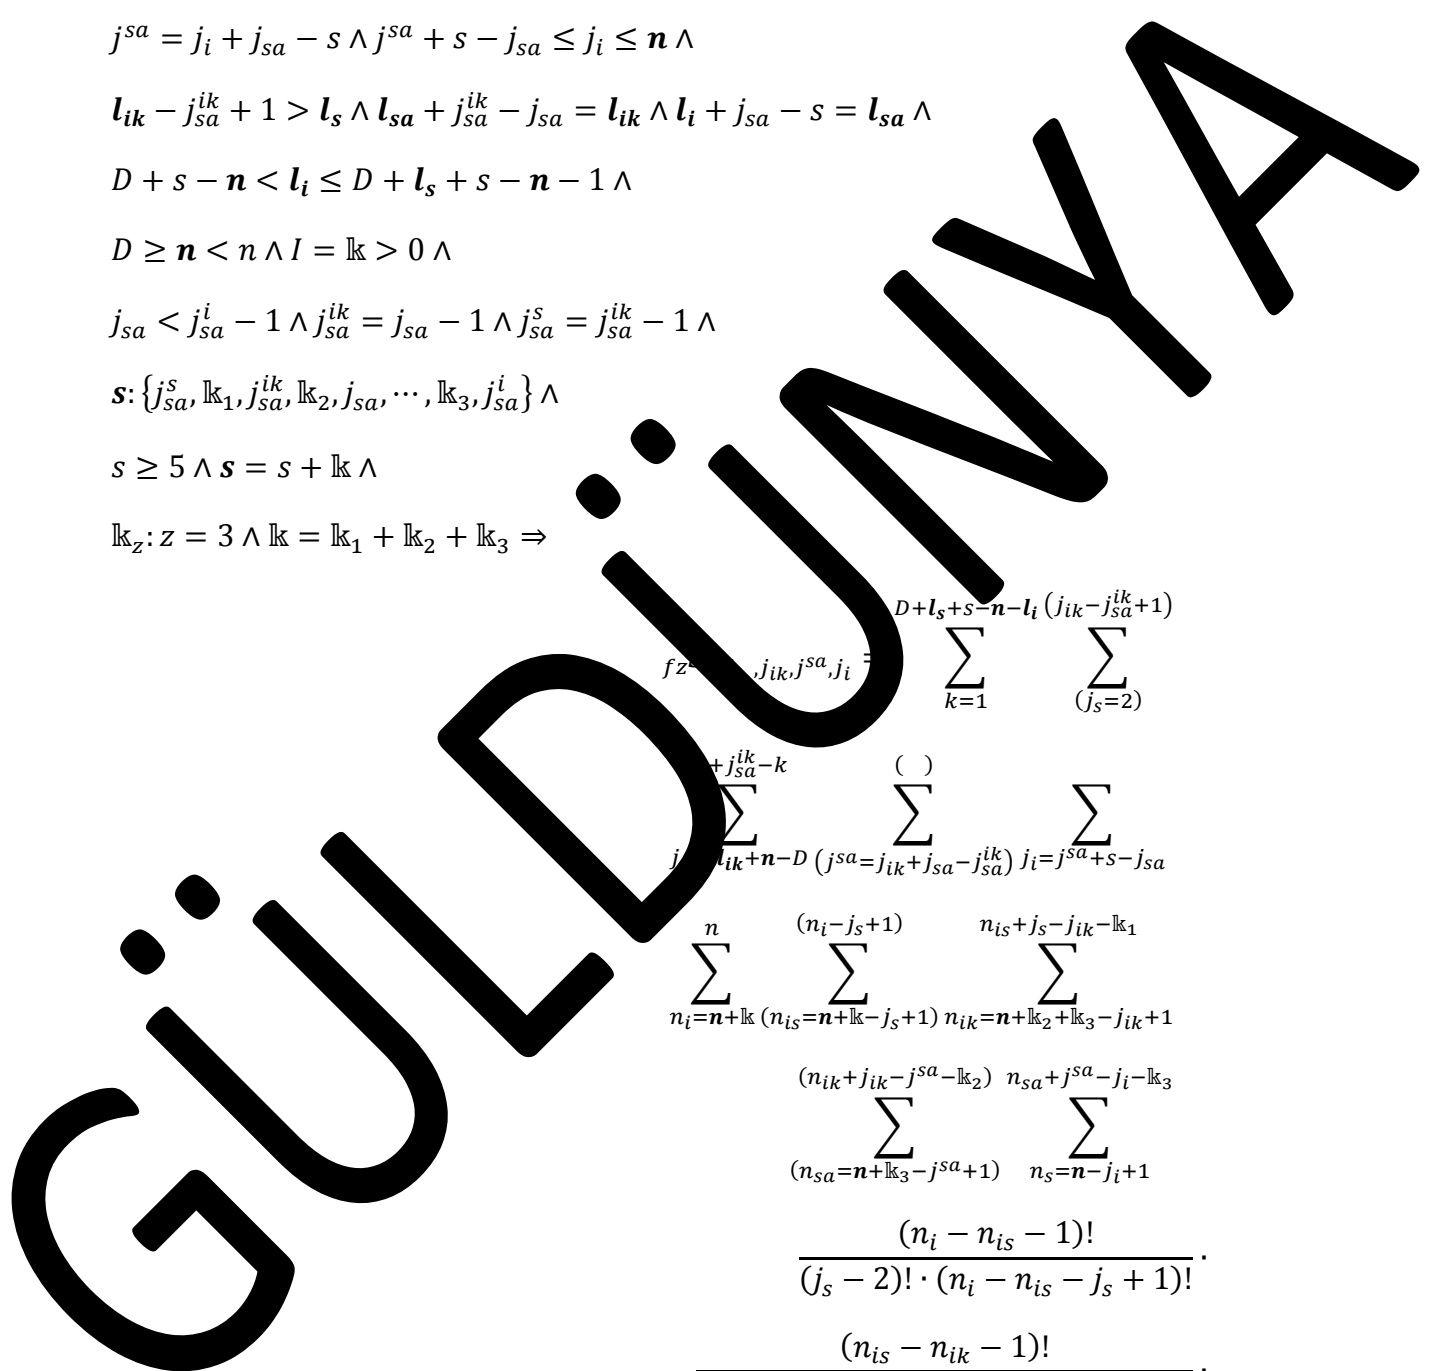 j^{sa} = j_i + j_{sa} − s ∧ j^{sa} + s − j_{sa} ≤ j_i ≤ 𝒏 ∧
𝒍_{𝒊𝒌} − j_{sa}^{ik} + 1 > 𝒍_𝒔 ∧ 𝒍_{𝒔𝒂} + j_{sa}^{ik} − j_{sa} = 𝒍_{𝒊𝒌} ∧ 𝒍_𝒊 + j_{sa} − s = 𝒍_{𝒔𝒂} ∧
D + s − 𝒏 < 𝒍_𝒊 ≤ D + 𝒍_𝒔 + s − 𝒏 − 1 ∧
D ≥ 𝒏 < n ∧ I = 𝕜 > 0 ∧
j_{sa} < j_{sa}^{i} − 1 ∧ j_{sa}^{ik} = j_{sa} − 1 ∧ j_{sa}^{s} = j_{sa}^{ik} − 1 ∧
𝒔: {j_{sa}^{s}, 𝕜_1, j_{sa}^{ik}, 𝕜_2, j_{sa}, ⋯, 𝕜_3, j_{sa}^{i}} ∧
s ≥ 5 ∧ 𝒔 = s + 𝕜 ∧
𝕜_z: z = 3 ∧ 𝕜 = 𝕜_1 + 𝕜_2 + 𝕜_3 ⇒
D+𝒍_𝒔+s−𝒏−𝒍_𝒊 (j_{ik}−j_{sa}^{ik}+1)
fz ,j_{ik},j^{sa},j_i = ∑ ∑
k=1 (j_s=2)
+j_{sa}^{ik}−k ( )
∑ ∑ ∑
𝒍_{𝒊𝒌}+𝒏−D (j^{sa}=j_{ik}+j_{sa}−j_{sa}^{ik}) j_i=j^{sa}+s−j_{sa}
n (n_i−j_s+1) n_{is}+j_s−j_{ik}−𝕜_1
∑ ∑ ∑
n_i=𝒏+𝕜 (n_{is}=𝒏+𝕜−j_s+1) n_{ik}=𝒏+𝕜_2+𝕜_3−j_{ik}+1
(n_{ik}+j_{ik}−j^{sa}−𝕜_2) n_{sa}+j^{sa}−j_i−𝕜_3
∑ ∑
(n_{sa}=𝒏+𝕜_3−j^{sa}+1) n_s=𝒏−j_i+1
(n_i − n_{is} − 1)!
(j_s − 2)! · (n_i − n_{is} − j_s + 1)! ·
(n_{is} − n_{ik} − 1)! ·
GÜLDÜNYA